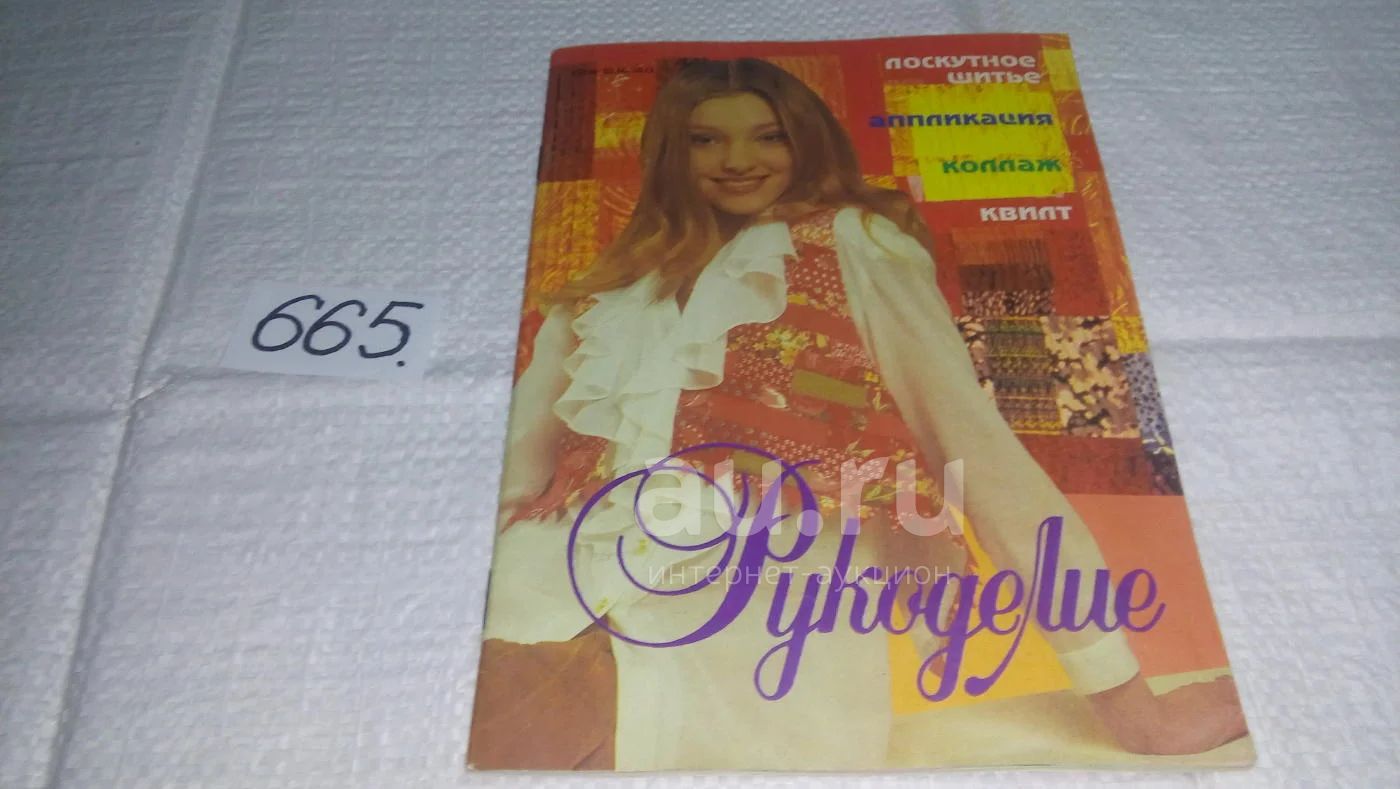 665.
лоскутное
шитье
аппликация
коллаж
квилт
au.ru
интернет-аукцион
Рукоделие